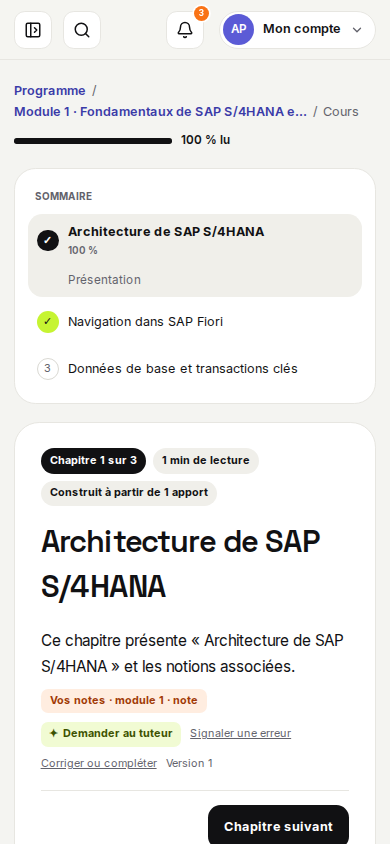 3
AP Mon compte
Programme /
Module 1 · Fondamentaux de SAP S/4HANA e... / Cours
100 % lu
SOMMAIRE
✓ Architecture de SAP S/4HANA
100 %
Présentation
✓ Navigation dans SAP Fiori
3 Données de base et transactions clés
Chapitre 1 sur 3 1 min de lecture
Construit à partir de 1 apport
Architecture de SAP
S/4HANA
Ce chapitre présente « Architecture de SAP
S/4HANA » et les notions associées.
Vos notes · module 1 · note
✦ Demander au tuteur Signaler une erreur
Corriger ou compléter Version 1
Chapitre suivant